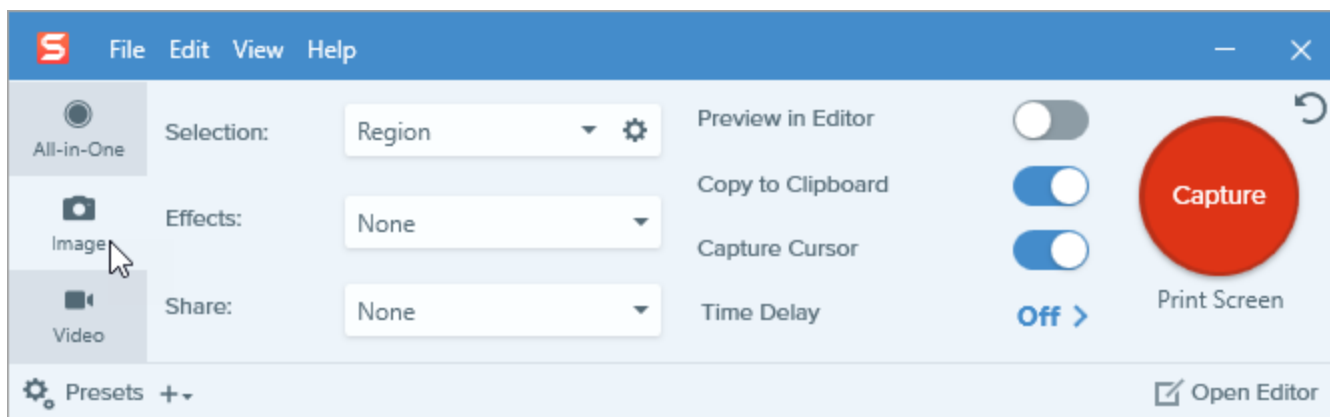 File Edit View Help
All-in-One
Image
Video
Selection: Region
Effects: None
Share: None
Preview in Editor
Copy to Clipboard
Capture Cursor
Time Delay Off
Capture
Print Screen
Presets
Open Editor